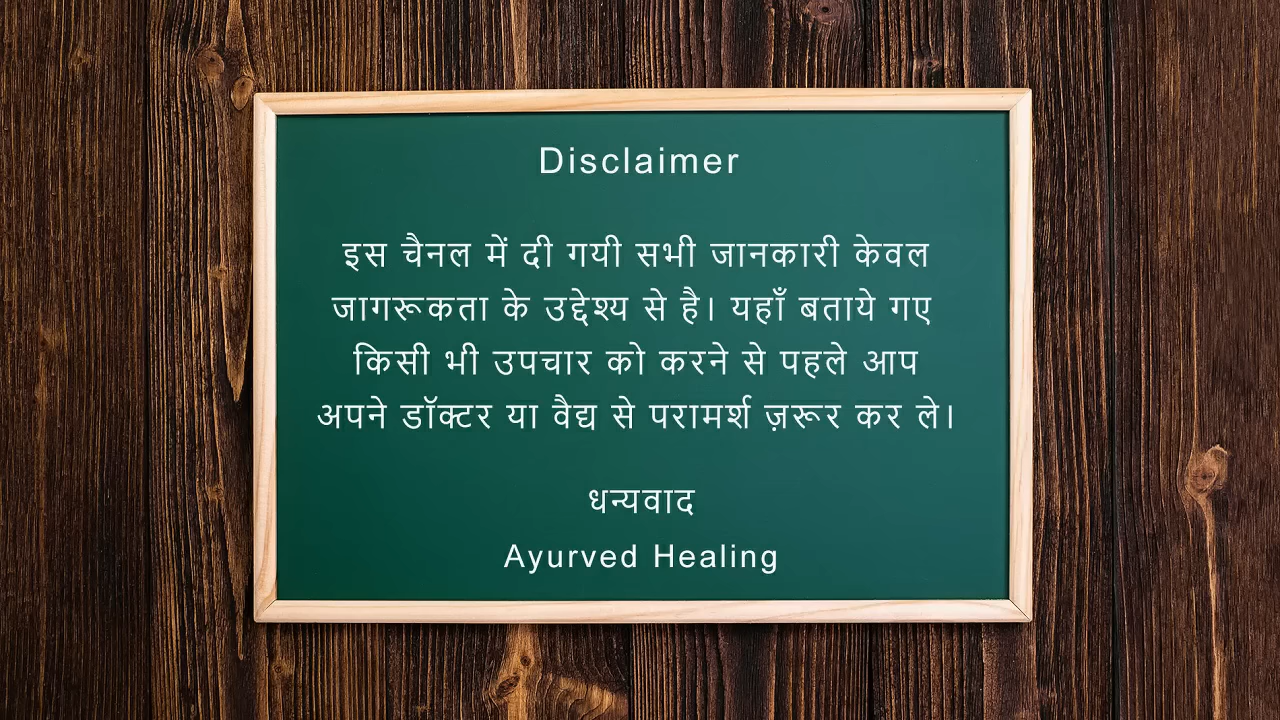 Disclaimer
इस चैनल में दी गयी सभी जानकारी केवल
जागरूकता के उद्देश्य से है। यहाँ बताये गए
किसी भी उपचार को करने से पहले आप
अपने डॉक्टर या वैद्य से परामर्श ज़रूर कर ले।
धन्यवाद
Ayurved Healing